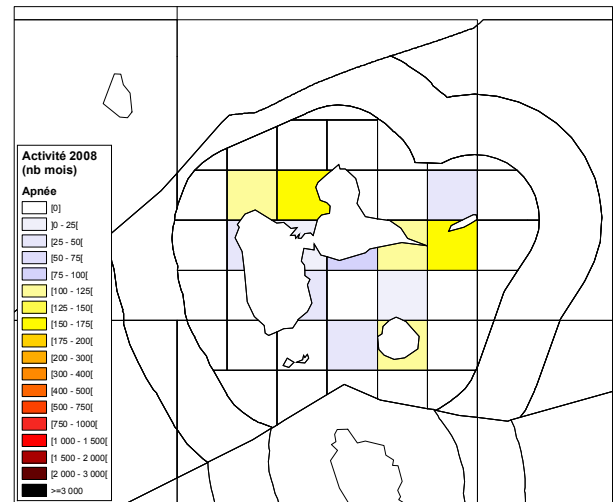 Activité 2008
(nb mois)
Apnée
[0]
]0 - 25[
[25 - 50[
[50 - 75[
[75 - 100[
[100 - 125[
[125 - 150[
[150 - 175[
[175 - 200[
[200 - 300[
[300 - 400[
[400 - 500[
[500 - 750[
[750 - 1000[
[1 000 - 1 500[
[1 500 - 2 000[
[2 000 - 3 000[
>=3 000